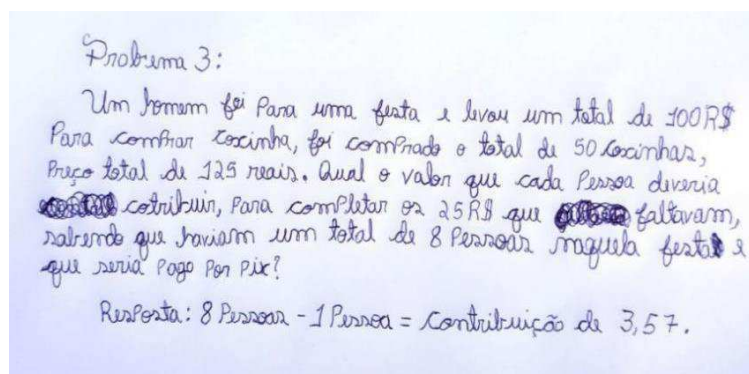 Probrema 3:
Um homem foi Para uma festa e levou um total de 100R$
Para comprar coxinha, foi comprado o total de 50 coxinhas,
Preço total de 125 reais. Qual o valor que cada Pessoa deveria
cotribuir, Para completar os 25R$ que faltavam,
sabendo que haviam um total de 8 Pessoas naquela festa e
que seria Pago Por Pix?
Resposta: 8 Pessoas - 1 Pessoa = Contribuição de 3,57.